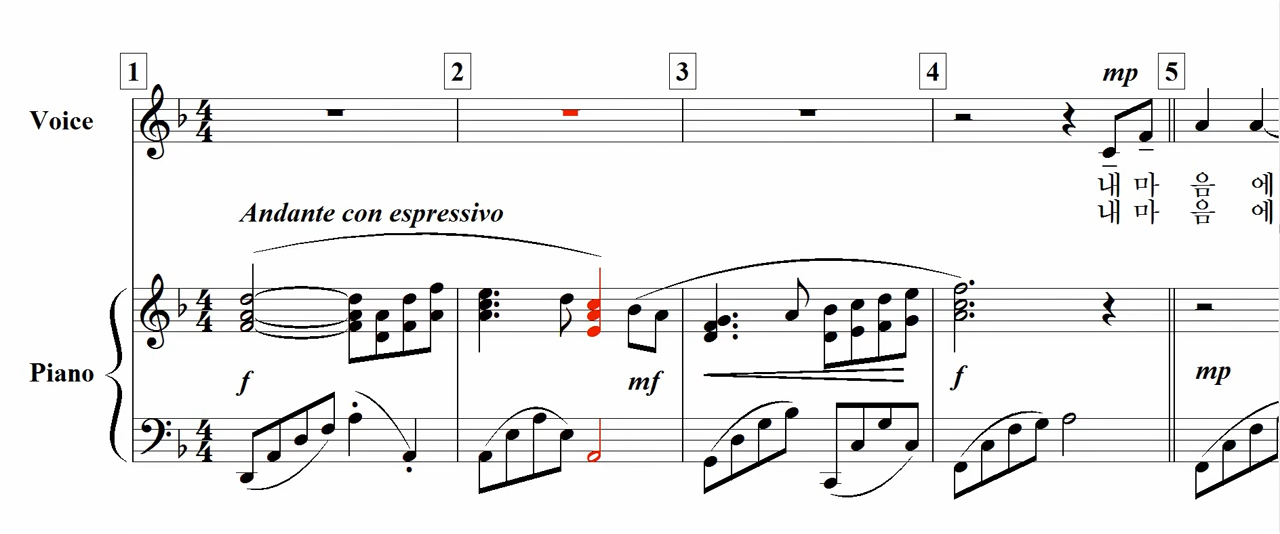 1 2 3 4 mp 5
Voice
내 마 음 에
내 마 음 에
Andante con espressivo
Piano
f mf f mp